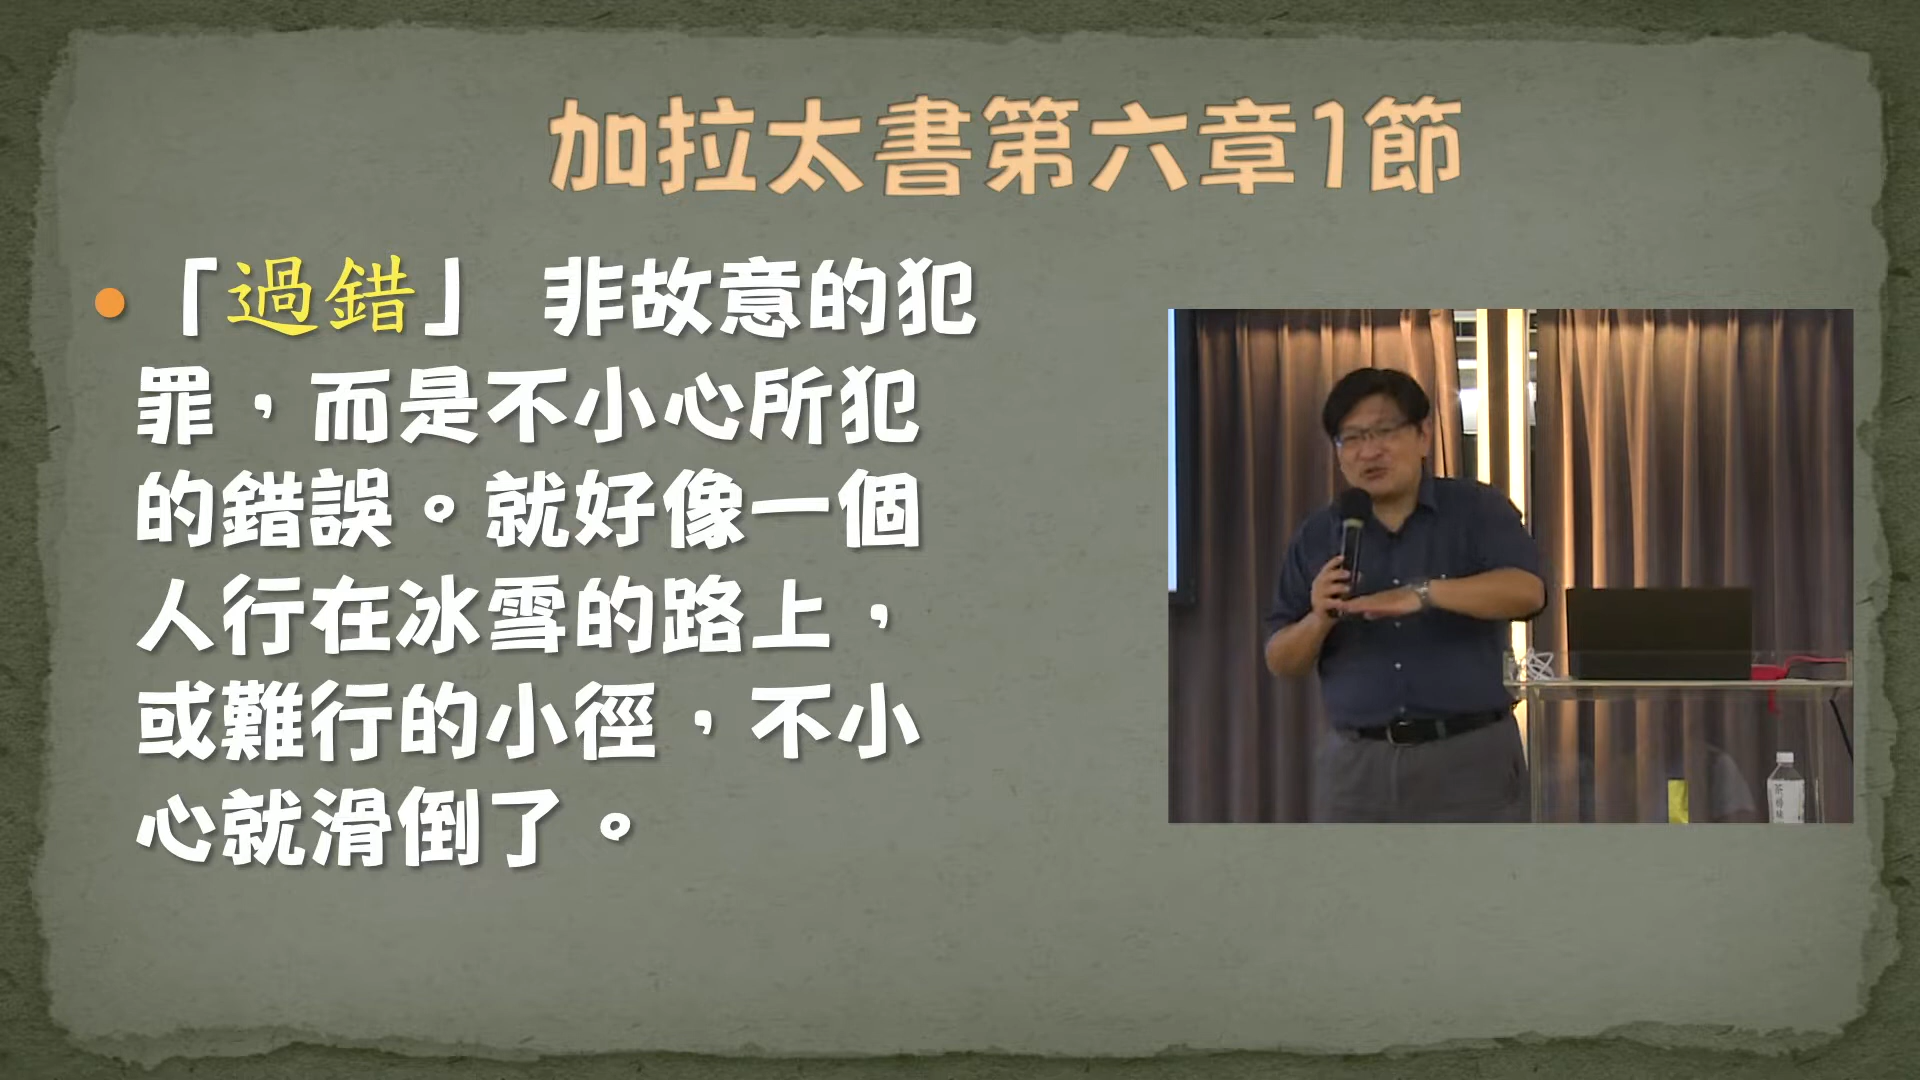 加拉太書第六章1節
「過錯」 非故意的犯
罪，而是不小心所犯
的錯誤。就好像一個
人行在冰雪的路上，
或難行的小徑，不小
心就滑倒了。